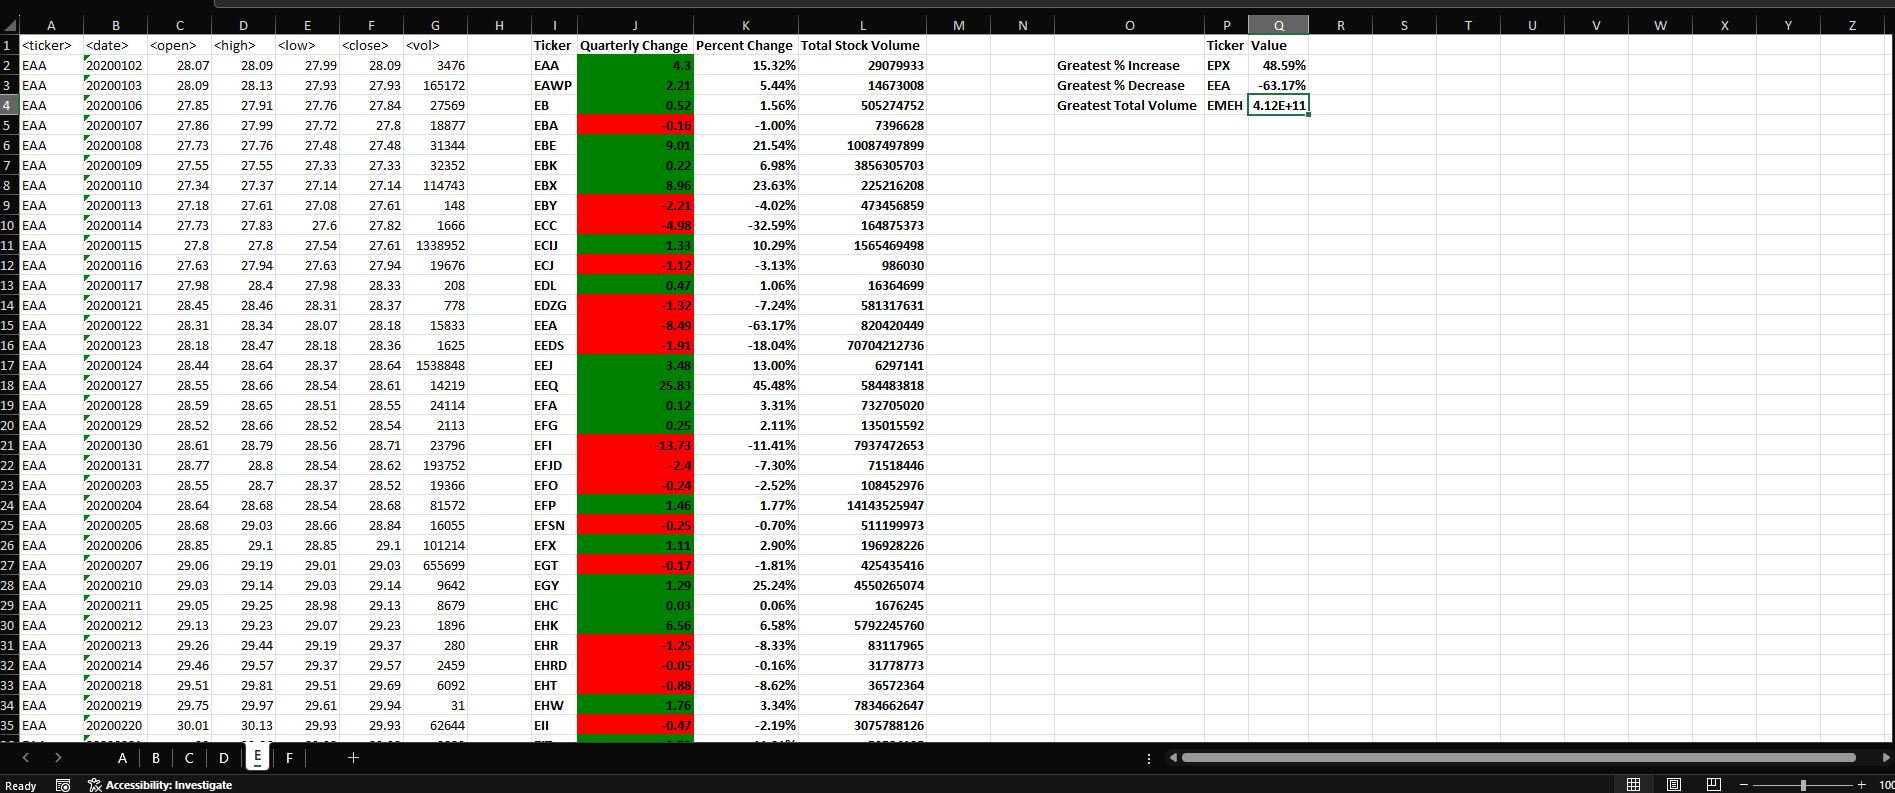 A B C D E F G H I J K L M N O P Q R S T U V W X Y Z
1 <ticker> <date> <open> <high> <low> <close> <vol> Ticker Quarterly Change Percent Change Total Stock Volume Ticker Value
2 EAA 20200102 28.07 28.09 27.99 28.09 3476 EAA 4.3 15.32% 29079933 Greatest % Increase EPX 48.59%
3 EAA 20200103 28.09 28.13 27.93 27.93 165172 EAWP 2.21 5.44% 14673008 Greatest % Decrease EEA -63.17%
4 EAA 20200106 27.85 27.91 27.76 27.84 27569 EB 0.52 1.56% 505274752 Greatest Total Volume EMEH 4.12E+11
5 EAA 20200107 27.86 27.99 27.72 27.8 18877 EBA -0.16 -1.00% 7396628
6 EAA 20200108 27.73 27.76 27.48 27.48 31344 EBE 9.01 21.54% 10087497899
7 EAA 20200109 27.55 27.55 27.33 27.33 32352 EBK 0.22 6.98% 3856305703
8 EAA 20200110 27.34 27.37 27.14 27.14 114743 EBX 8.96 23.63% 225216208
9 EAA 20200113 27.18 27.61 27.08 27.61 148 EBY -2.21 -4.02% 473456859
10 EAA 20200114 27.73 27.83 27.6 27.82 1666 ECC -4.98 -32.59% 164875373
11 EAA 20200115 27.8 27.8 27.54 27.61 1338952 ECIJ 1.33 10.29% 1565469498
12 EAA 20200116 27.63 27.94 27.63 27.94 19676 ECJ -1.12 -3.13% 986030
13 EAA 20200117 27.98 28.4 27.98 28.33 208 EDL 0.47 1.06% 16364699
14 EAA 20200121 28.45 28.46 28.31 28.37 778 EDZG -1.32 -7.24% 581317631
15 EAA 20200122 28.31 28.34 28.07 28.18 15833 EEA -8.49 -63.17% 820420449
16 EAA 20200123 28.18 28.47 28.18 28.36 1625 EEDS -1.91 -18.04% 70704212736
17 EAA 20200124 28.44 28.64 28.37 28.64 1538848 EEJ 3.48 13.00% 6297141
18 EAA 20200127 28.55 28.66 28.54 28.61 14219 EEQ 25.83 45.48% 584483818
19 EAA 20200128 28.59 28.65 28.51 28.55 24114 EFA 0.12 3.31% 732705020
20 EAA 20200129 28.52 28.66 28.52 28.54 2113 EFG 0.25 2.11% 135015592
21 EAA 20200130 28.61 28.79 28.56 28.71 23796 EFI -13.73 -11.41% 7937472653
22 EAA 20200131 28.77 28.8 28.54 28.62 193752 EFJD -2.4 -7.30% 71518446
23 EAA 20200203 28.55 28.7 28.37 28.52 19366 EFO -0.24 -2.52% 108452976
24 EAA 20200204 28.64 28.68 28.54 28.68 81572 EFP 1.46 1.77% 14143525947
25 EAA 20200205 28.68 29.03 28.66 28.84 16055 EFSN -0.25 -0.70% 511199973
26 EAA 20200206 28.85 29.1 28.85 29.1 101214 EFX 1.11 2.90% 196928226
27 EAA 20200207 29.06 29.19 29.01 29.03 655699 EGT -0.17 -1.81% 425435416
28 EAA 20200210 29.03 29.14 29.03 29.14 9642 EGY 1.29 25.24% 4550265074
29 EAA 20200211 29.05 29.25 28.98 29.13 8679 EHC 0.03 0.06% 1676245
30 EAA 20200212 29.13 29.23 29.07 29.23 1896 EHK 6.56 6.58% 5792245760
31 EAA 20200213 29.26 29.44 29.19 29.37 280 EHR -1.25 -8.33% 83117965
32 EAA 20200214 29.46 29.57 29.37 29.57 2459 EHRD -0.05 -0.16% 31778773
33 EAA 20200218 29.51 29.81 29.51 29.69 6092 EHT -0.88 -8.62% 36572364
34 EAA 20200219 29.75 29.97 29.61 29.94 31 EHW 1.76 3.34% 7834662647
35 EAA 20200220 30.01 30.13 29.93 29.93 62644 EII -0.47 -2.19% 3075788126
A B C D E F
Ready Accessibility: Investigate